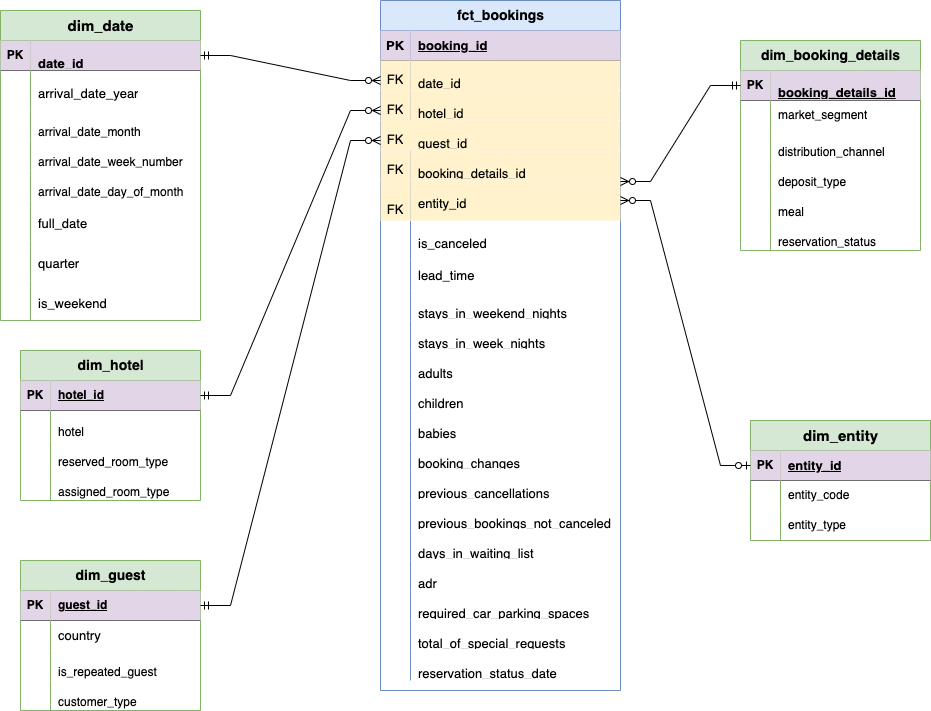 dim_date
PK date_id
arrival_date_year
arrival_date_month
arrival_date_week_number
arrival_date_day_of_month
full_date
quarter
is_weekend
dim_hotel
PK hotel_id
hotel
reserved_room_type
assigned_room_type
dim_guest
PK guest_id
country
is_repeated_guest
customer_type
fct_bookings
PK booking_id
FK date_id
FK hotel_id
FK guest_id
FK booking_details_id
FK entity_id
is_canceled
lead_time
stays_in_weekend_nights
stays_in_week_nights
adults
children
babies
booking_changes
previous_cancellations
previous_bookings_not_canceled
days_in_waiting_list
adr
required_car_parking_spaces
total_of_special_requests
reservation_status_date
dim_booking_details
PK booking_details_id
market_segment
distribution_channel
deposit_type
meal
reservation_status
dim_entity
PK entity_id
entity_code
entity_type